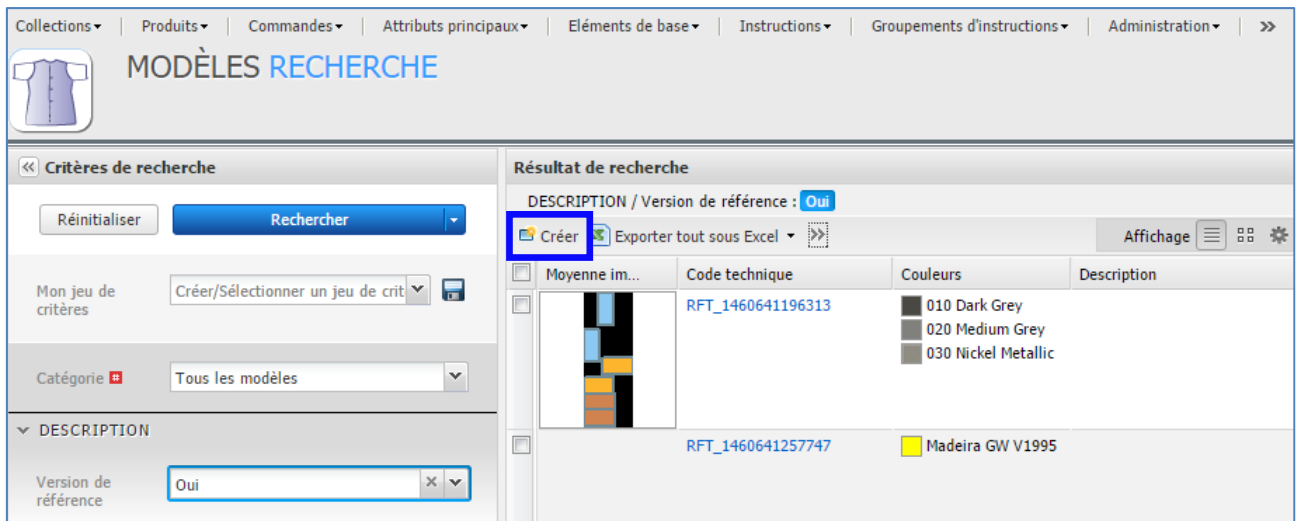 Collections | Produits | Commandes | Attributs principaux | Eléments de base | Instructions | Groupements d'instructions | Administration | »
MODÈLES RECHERCHE
Critères de recherche
Réinitialiser Rechercher
Mon jeu de
critères
Créer/Sélectionner un jeu de crit
Catégorie Tous les modèles
DESCRIPTION
Version de
référence
Oui
Résultat de recherche
DESCRIPTION / Version de référence : Oui
Créer Exporter tout sous Excel » Affichage
Moyenne im... Code technique Couleurs Description
RFT_1460641196313 010 Dark Grey
020 Medium Grey
030 Nickel Metallic
RFT_1460641257747 Madeira GW V1995